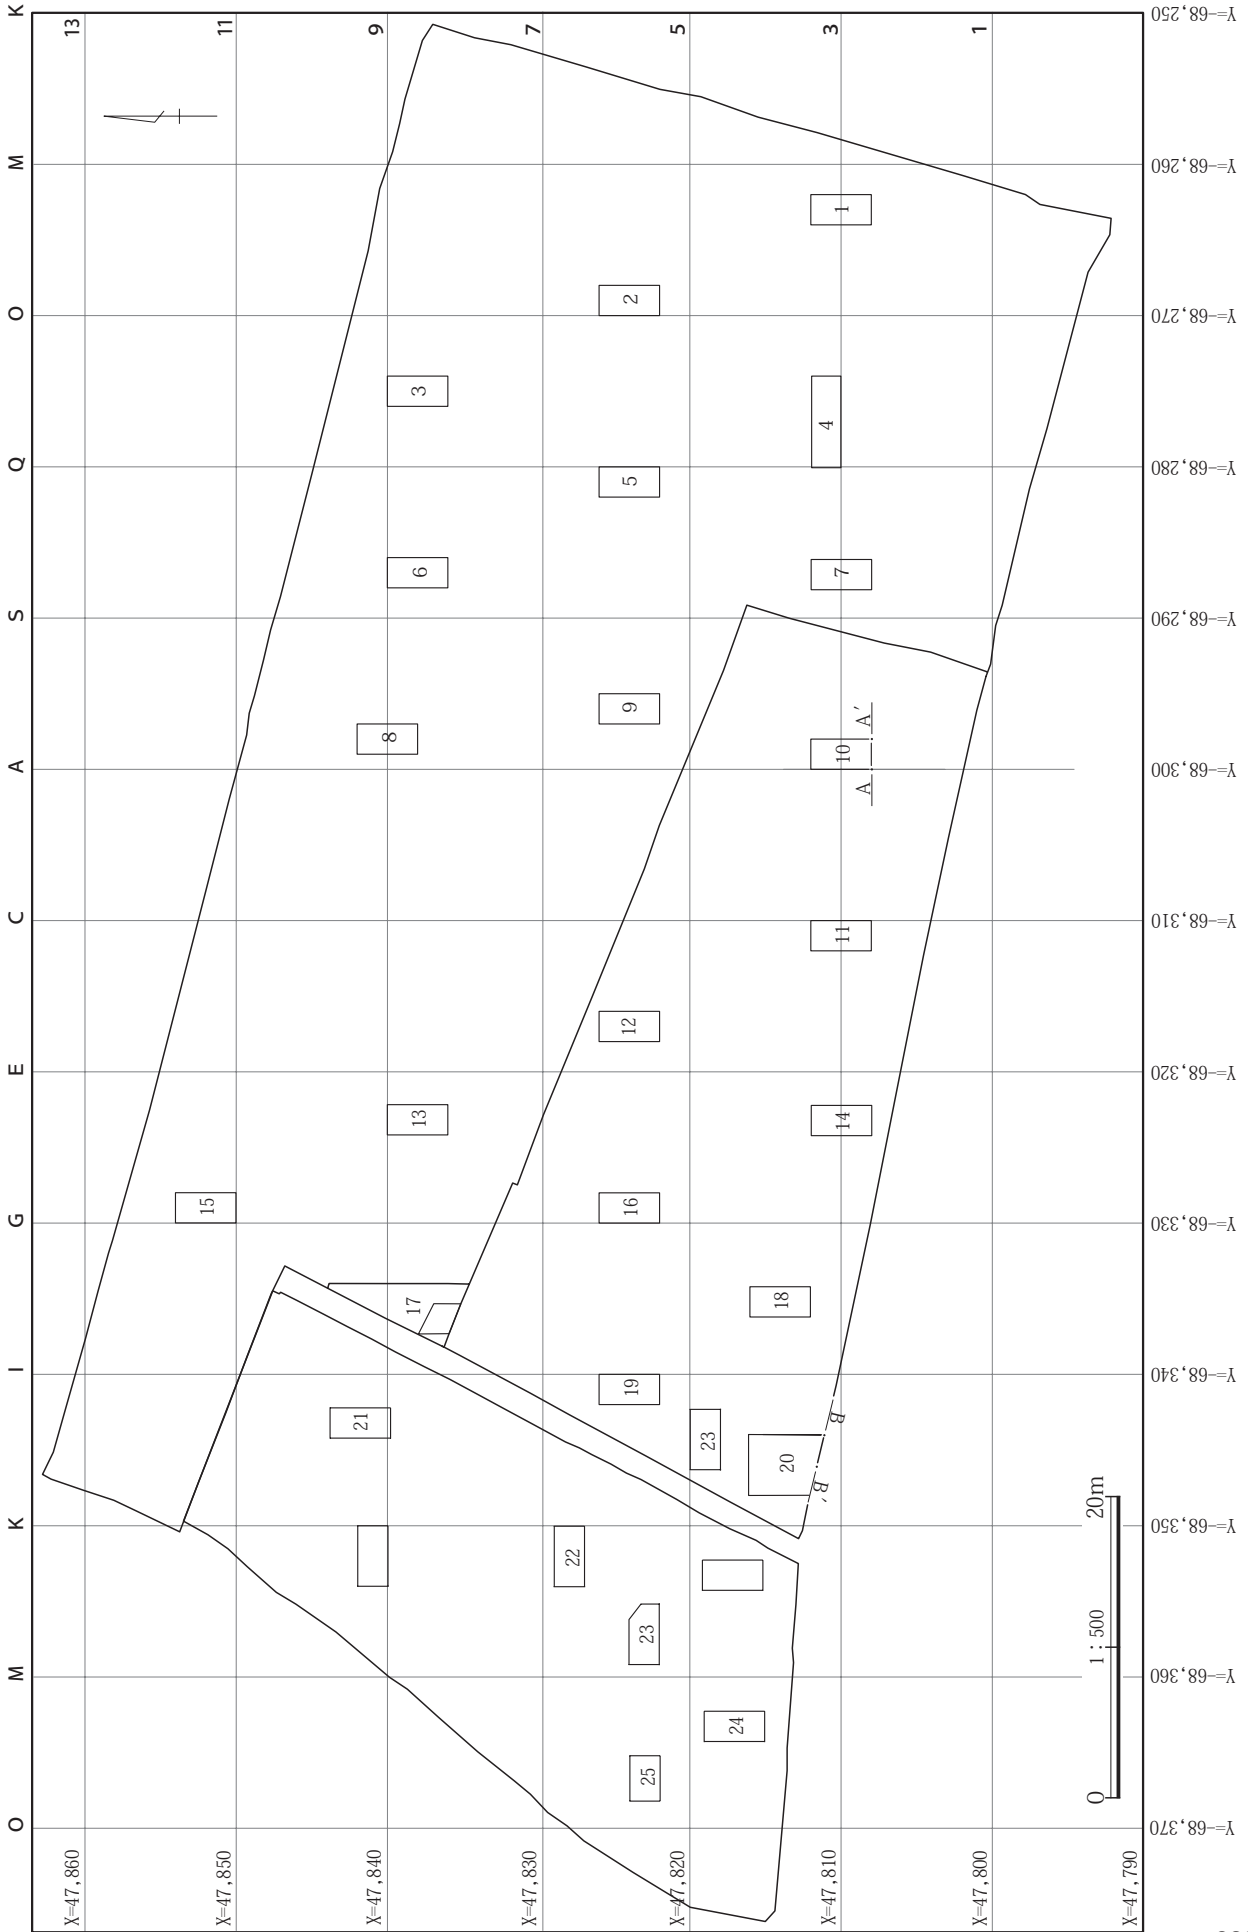 K
M
O
Q
S
A
C
E
G
I
K
M
O
13
11
9
7
5
3
1
Y=-68,250
Y=-68,260
Y=-68,270
Y=-68,280
Y=-68,290
Y=-68,300
Y=-68,310
Y=-68,320
Y=-68,330
Y=-68,340
Y=-68,350
Y=-68,360
Y=-68,370
X=47,860
X=47,850
X=47,840
X=47,830
X=47,820
X=47,810
X=47,800
X=47,790
1
2
3
4
5
6
7
8
9
10
A
A′
11
12
13
14
15
16
17
18
19
20
B
B′
21
22
23
23
24
25
0
1：500
20m